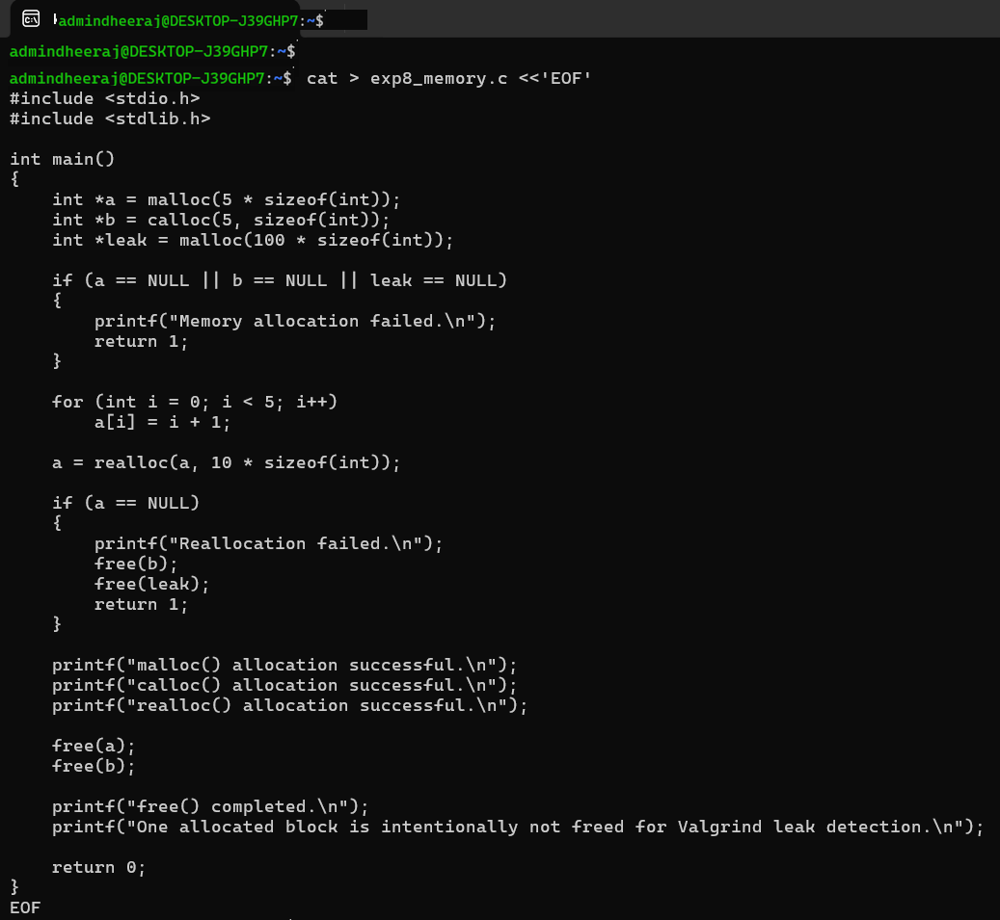 admindheeraj@DESKTOP-J39GHP7:~$
admindheeraj@DESKTOP-J39GHP7:~$
admindheeraj@DESKTOP-J39GHP7:~$ cat > exp8_memory.c <<'EOF'
#include <stdio.h>
#include <stdlib.h>

int main()
{
    int *a = malloc(5 * sizeof(int));
    int *b = calloc(5, sizeof(int));
    int *leak = malloc(100 * sizeof(int));

    if (a == NULL || b == NULL || leak == NULL)
    {
        printf("Memory allocation failed.\n");
        return 1;
    }

    for (int i = 0; i < 5; i++)
        a[i] = i + 1;

    a = realloc(a, 10 * sizeof(int));

    if (a == NULL)
    {
        printf("Reallocation failed.\n");
        free(b);
        free(leak);
        return 1;
    }

    printf("malloc() allocation successful.\n");
    printf("calloc() allocation successful.\n");
    printf("realloc() allocation successful.\n");

    free(a);
    free(b);

    printf("free() completed.\n");
    printf("One allocated block is intentionally not freed for Valgrind leak detection.\n");

    return 0;
}
EOF